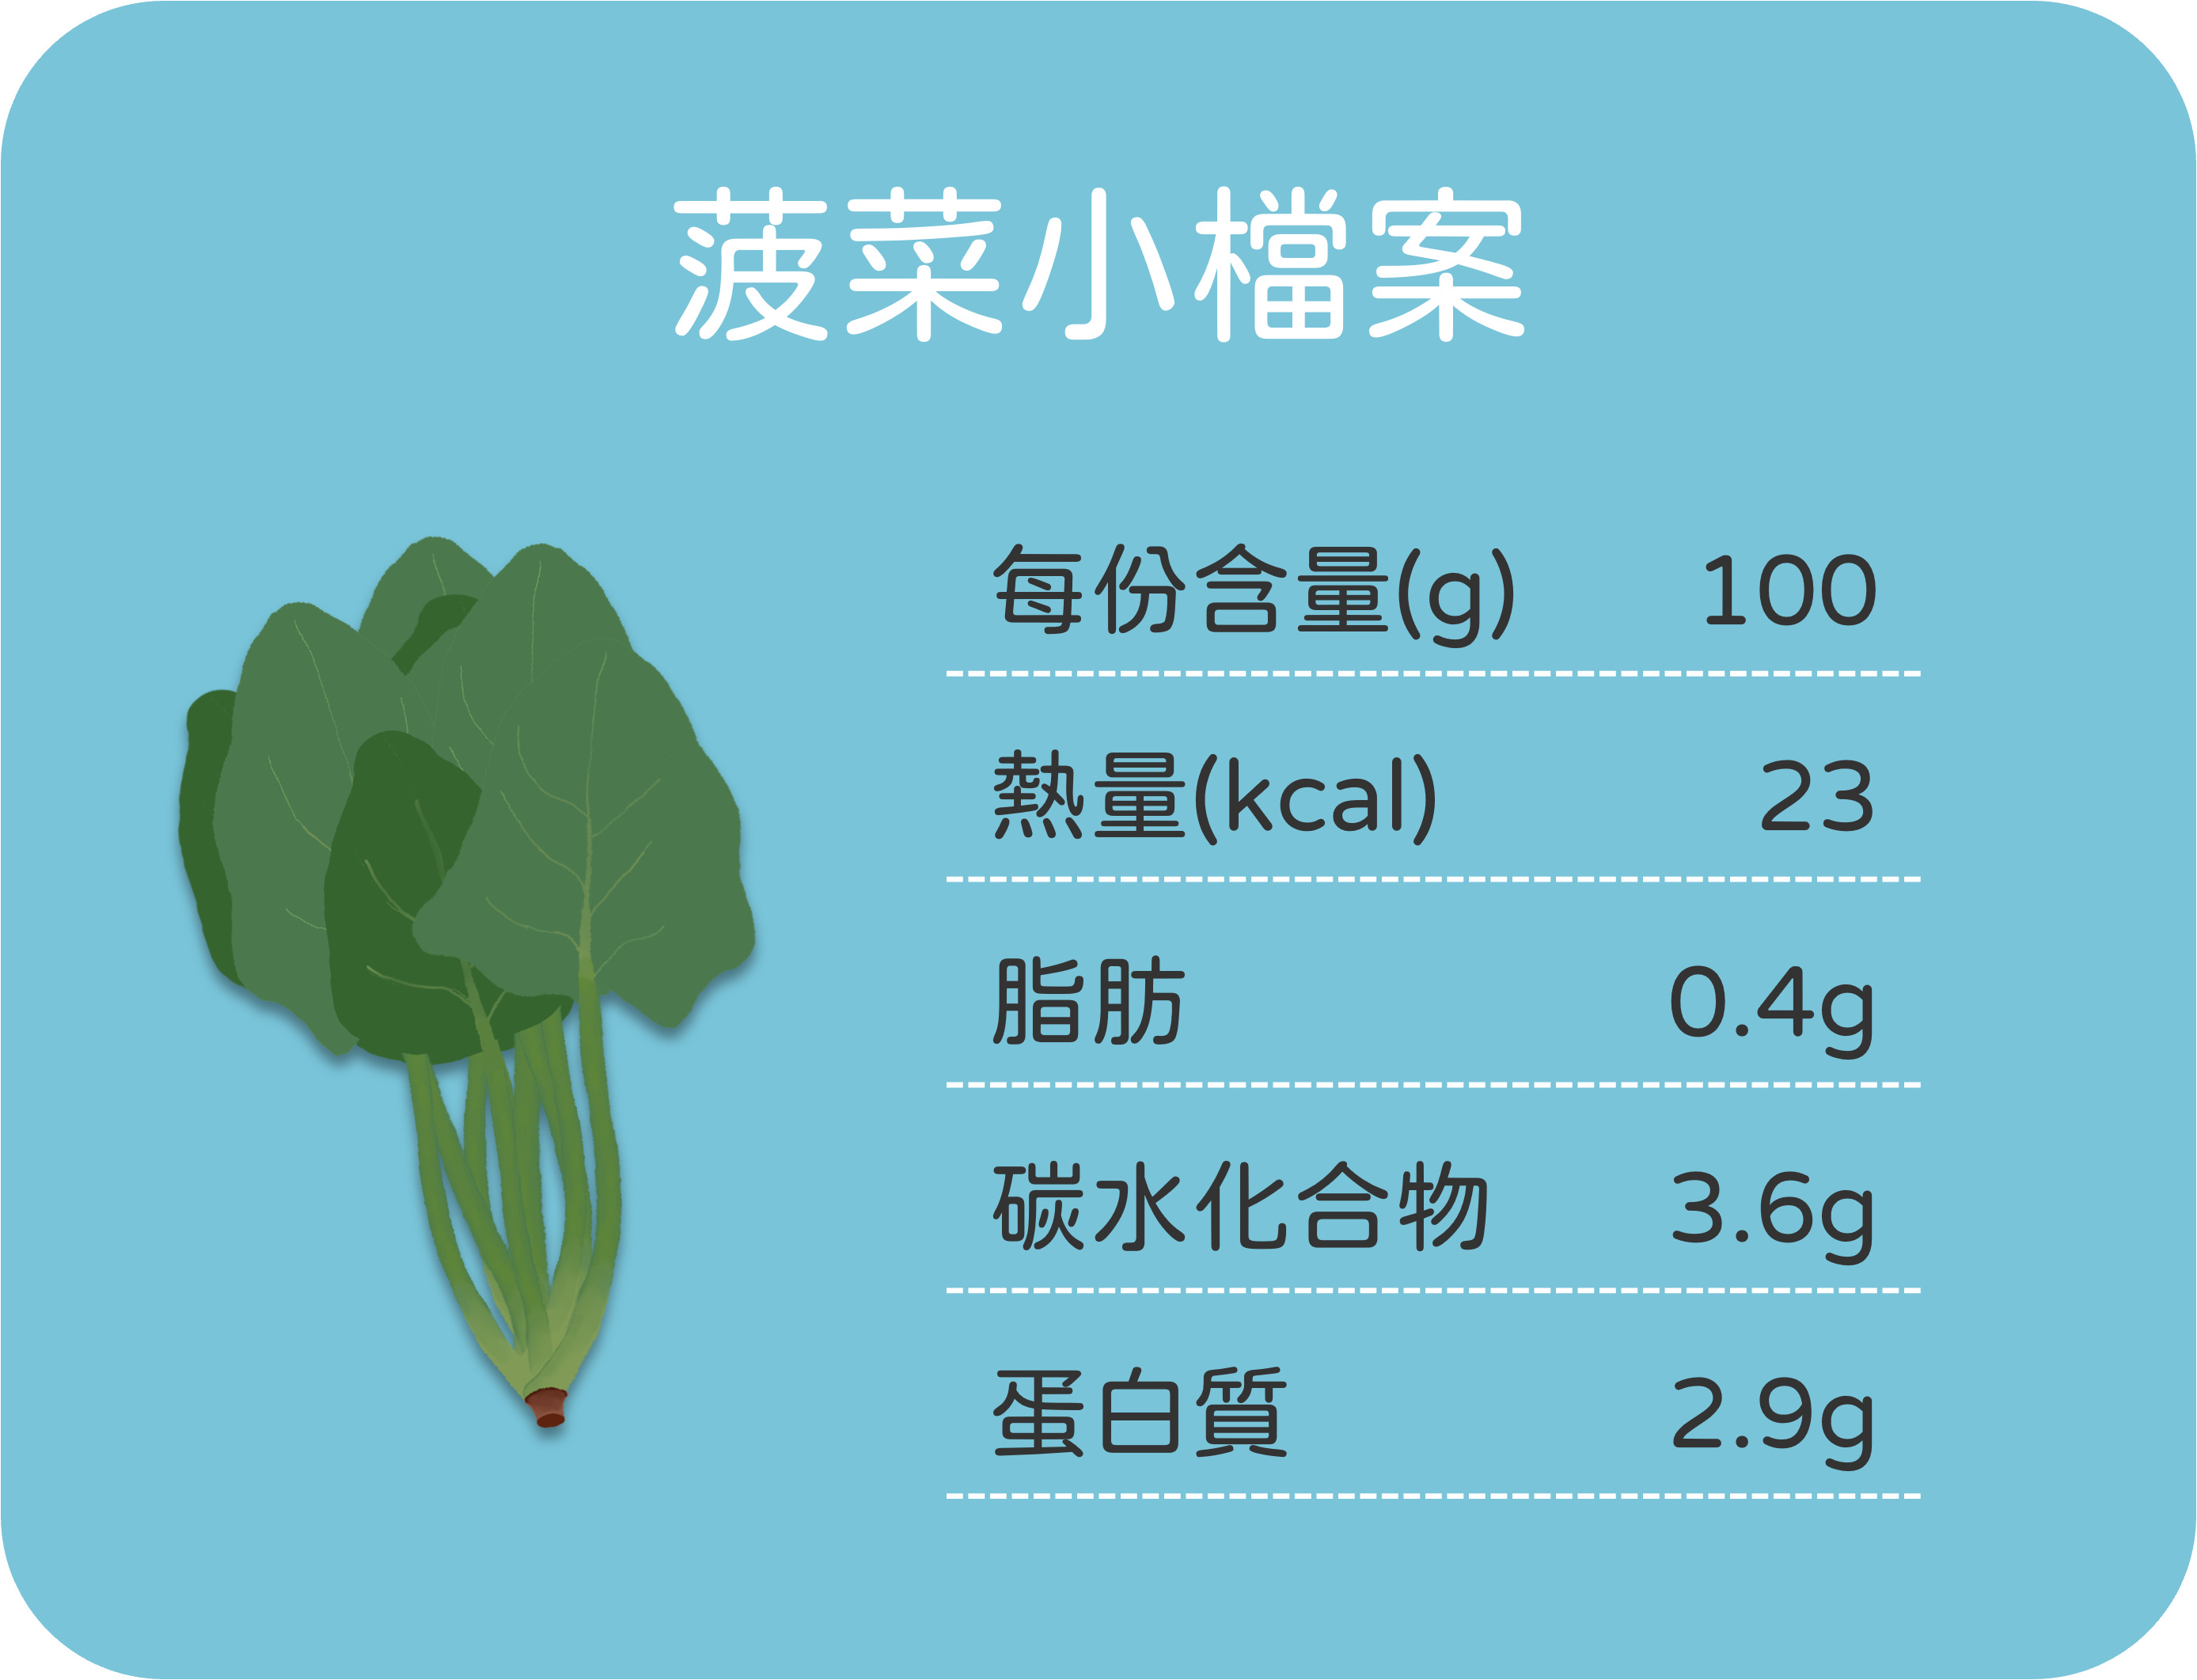 菠菜小檔案
每份含量(g) 100
熱量(kcal) 23
脂肪 0.4g
碳水化合物 3.6g
蛋白質 2.9g